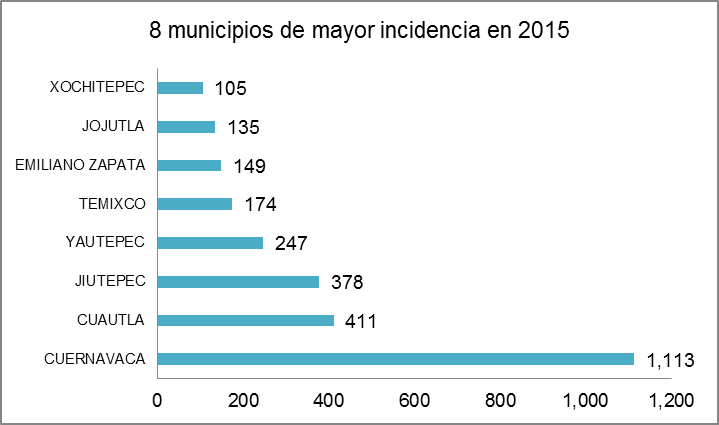 8 municipios de mayor incidencia en 2015
XOCHITEPEC 105
JOJUTLA 135
EMILIANO ZAPATA 149
TEMIXCO 174
YAUTEPEC 247
JIUTEPEC 378
CUAUTLA 411
CUERNAVACA 1,113
0 200 400 600 800 1,000 1,200